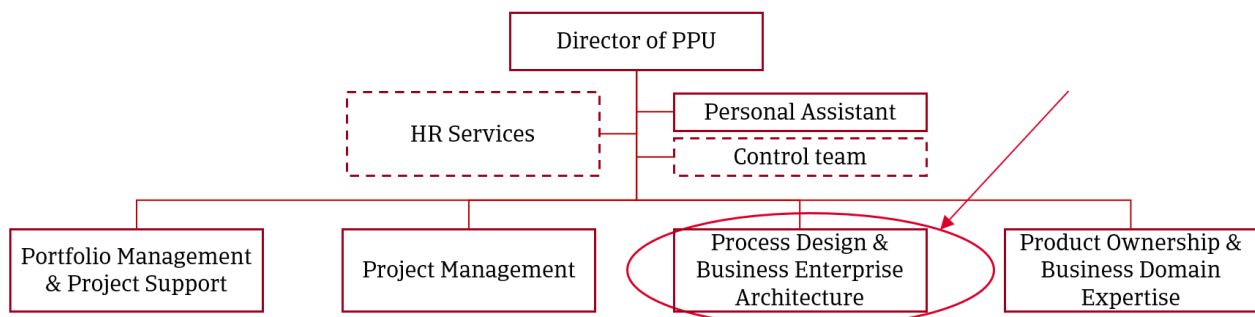 Director of PPU
HR Services
Personal Assistant
Control team
Portfolio Management
& Project Support
Project Management
Process Design &
Business Enterprise
Architecture
Product Ownership &
Business Domain
Expertise